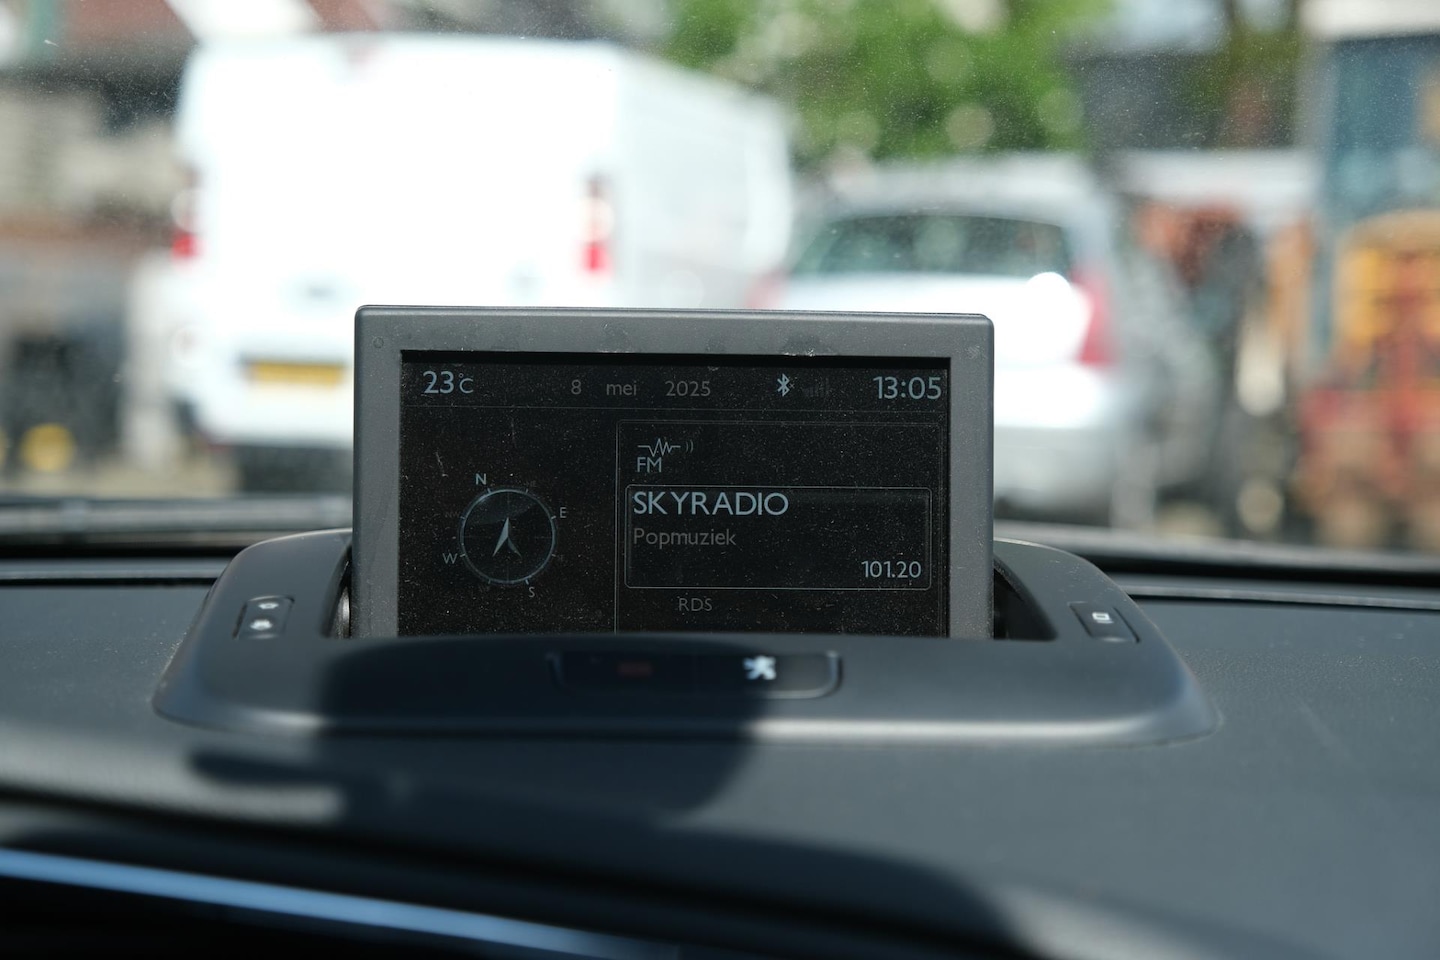 23°C 8 mei 2025 13:05
FM
N
E
W
S
SKYRADIO
Popmuziek
101.20
RDS